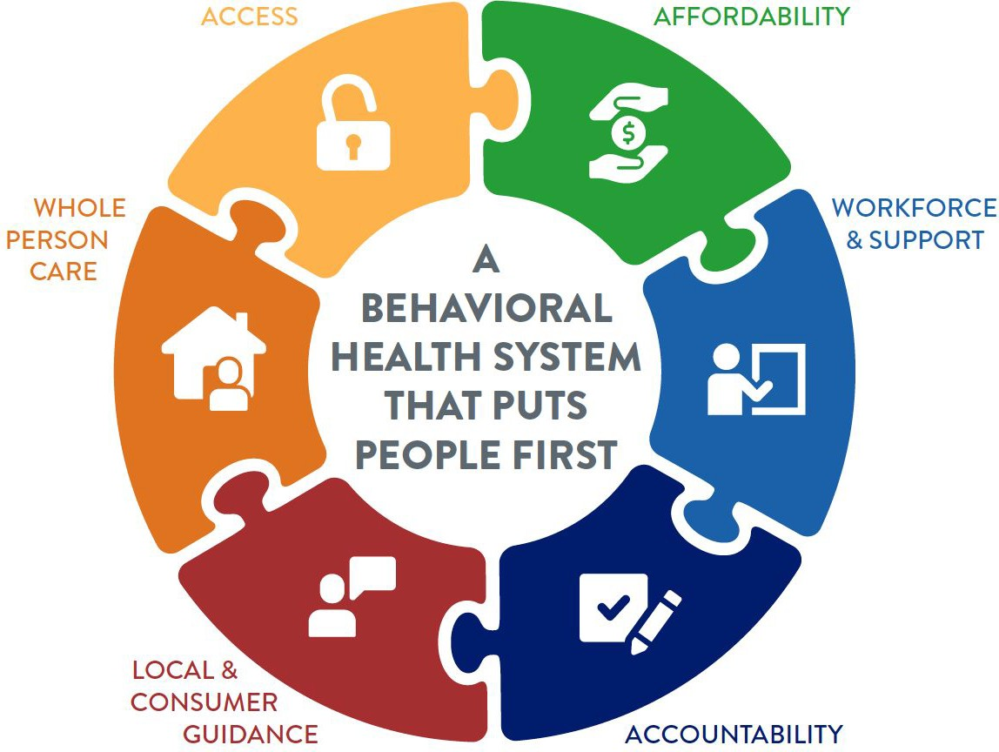 ACCESS
AFFORDABILITY
WHOLE
PERSON
CARE
WORKFORCE
& SUPPORT
A
BEHAVIORAL
HEALTH SYSTEM
THAT PUTS
PEOPLE FIRST
$
LOCAL &
CONSUMER
GUIDANCE
ACCOUNTABILITY